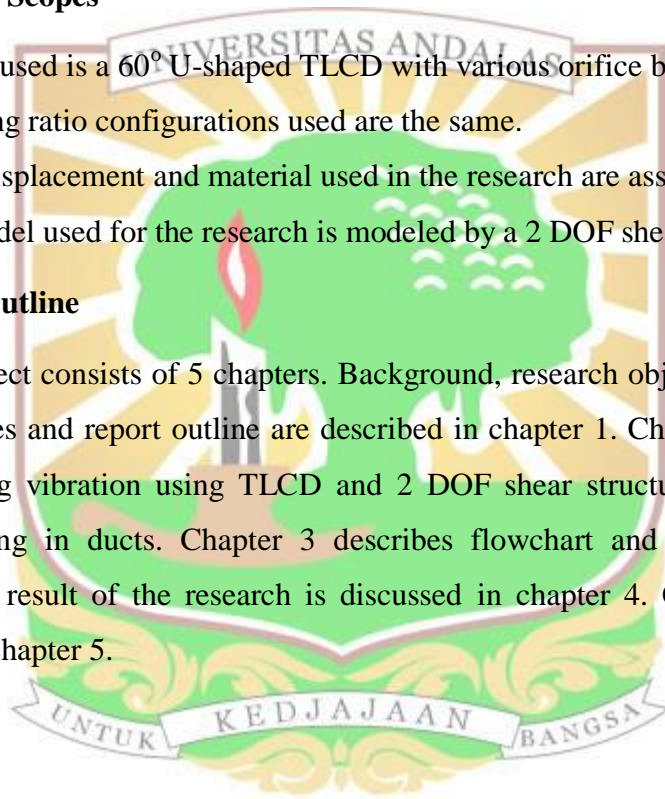 Scopes
UNIVERSITAS ANDALAS
used is a 60° U-shaped TLCD with various orifice b
ng ratio configurations used are the same.
isplacement and material used in the research are ass
del used for the research is modeled by a 2 DOF she
utline
ect consists of 5 chapters. Background, research obj
es and report outline are described in chapter 1. Ch
g vibration using TLCD and 2 DOF shear structu
ng in ducts. Chapter 3 describes flowchart and
result of the research is discussed in chapter 4.
hapter 5.
UNTUK KEDJAJAAN BANGSA